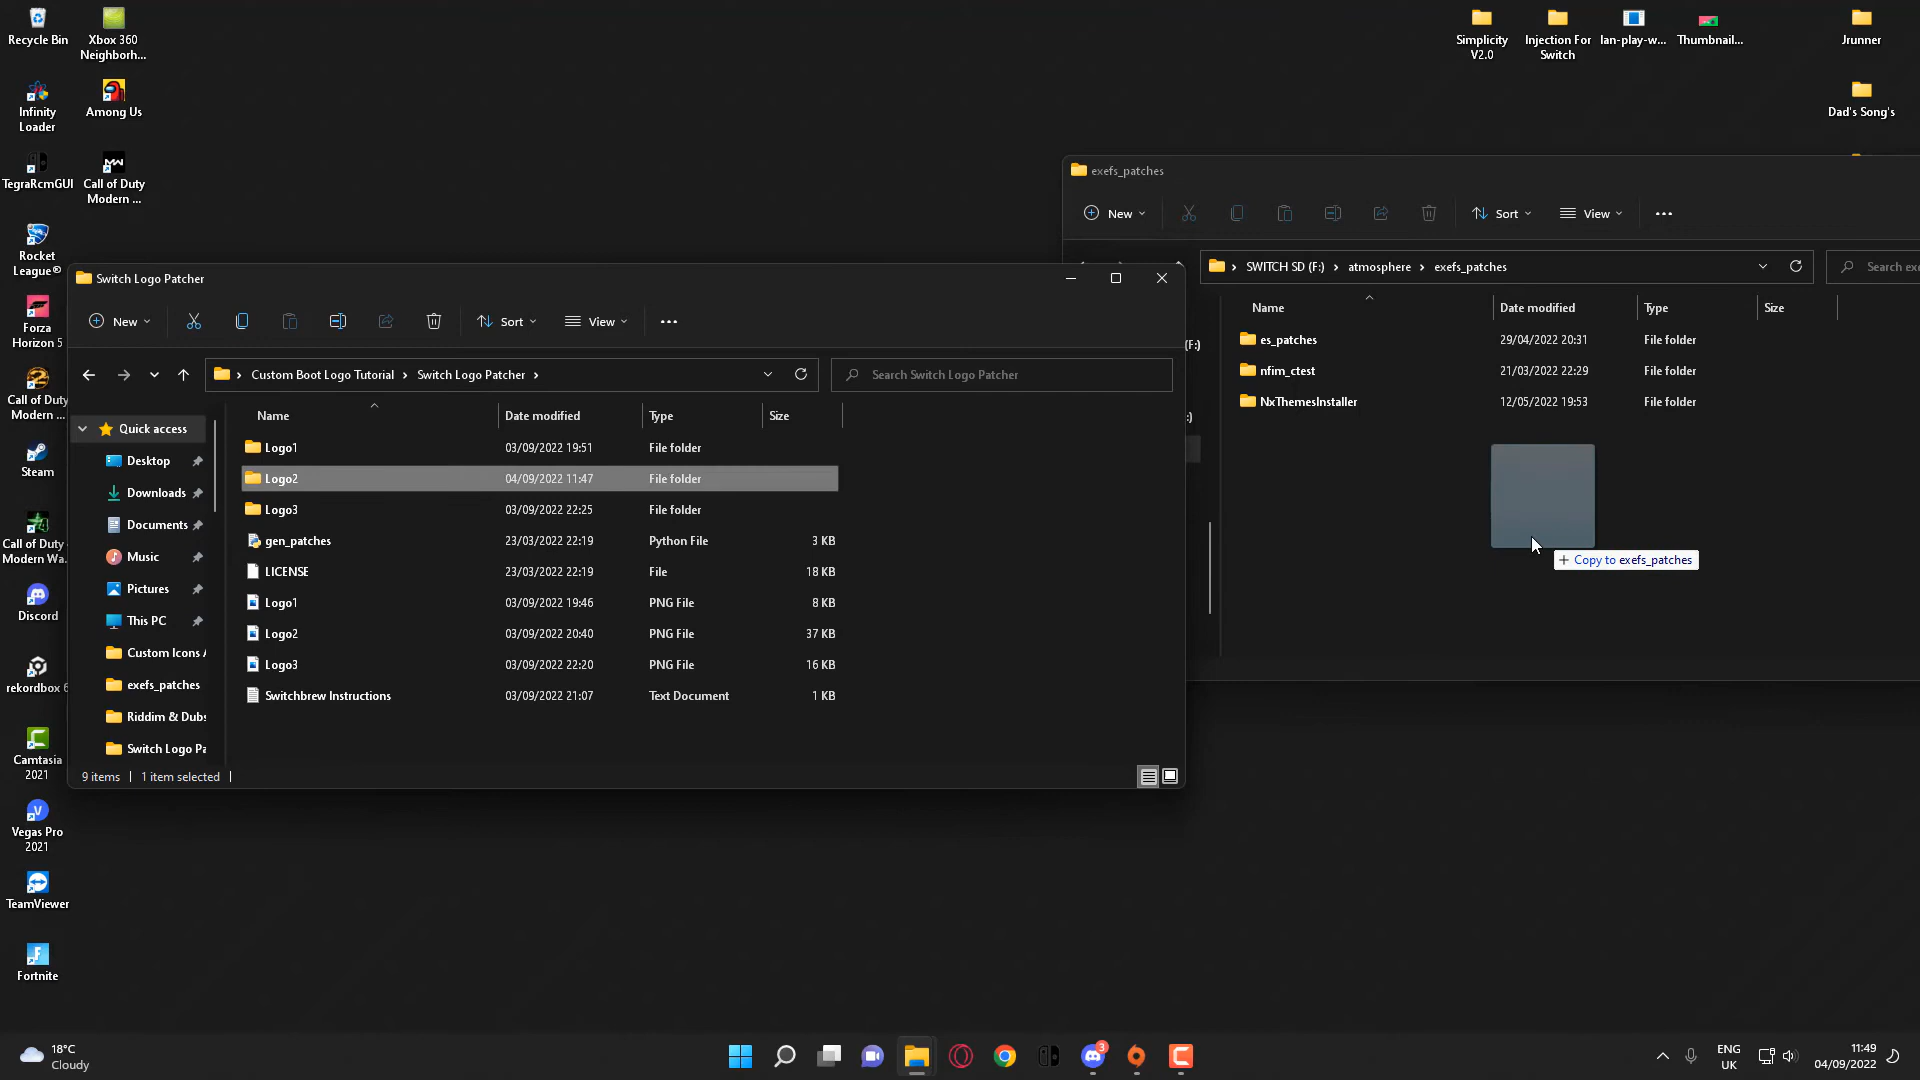 Recycle Bin
Xbox 360
Neighborh...
Infinity
Loader
Among Us
TegraRcmGUI
Call of Duty
Modern ...
Rocket
League®
Forza
Horizon 5
Call of Duty
Modern ...
Steam
Call of Duty
Modern Wa...
Discord
rekordbox 6
Camtasia
2021
Vegas Pro
2021
TeamViewer
Fortnite
Simplicity
V2.0
Injection For
Switch
lan-play-w...
Thumbnail...
Jrunner
Dad's Song's
exefs_patches
New
Sort
View
SWITCH SD (F:)
atmosphere
exefs_patches
Search exe
Name
Date modified
Type
Size
es_patches 29/04/2022 20:31 File folder
nfim_ctest 21/03/2022 22:29 File folder
NxThemesInstaller 12/05/2022 19:53 File folder
(F:)
:)
+ Copy to exefs_patches
Switch Logo Patcher
New
Sort
View
Custom Boot Logo Tutorial
Switch Logo Patcher
Search Switch Logo Patcher
Name
Date modified
Type
Size
Quick access
Desktop
Downloads
Documents
Music
Pictures
This PC
Custom Icons A
exefs_patches
Riddim & Dubs
Switch Logo Pa
Logo1 03/09/2022 19:51 File folder
Logo2 04/09/2022 11:47 File folder
Logo3 03/09/2022 22:25 File folder
gen_patches 23/03/2022 22:19 Python File 3 KB
LICENSE 23/03/2022 22:19 File 18 KB
Logo1 03/09/2022 19:46 PNG File 8 KB
Logo2 03/09/2022 20:40 PNG File 37 KB
Logo3 03/09/2022 22:20 PNG File 16 KB
Switchbrew Instructions 03/09/2022 21:07 Text Document 1 KB
9 items
1 item selected
18°C
Cloudy
3
ENG
UK
11:49
04/09/2022